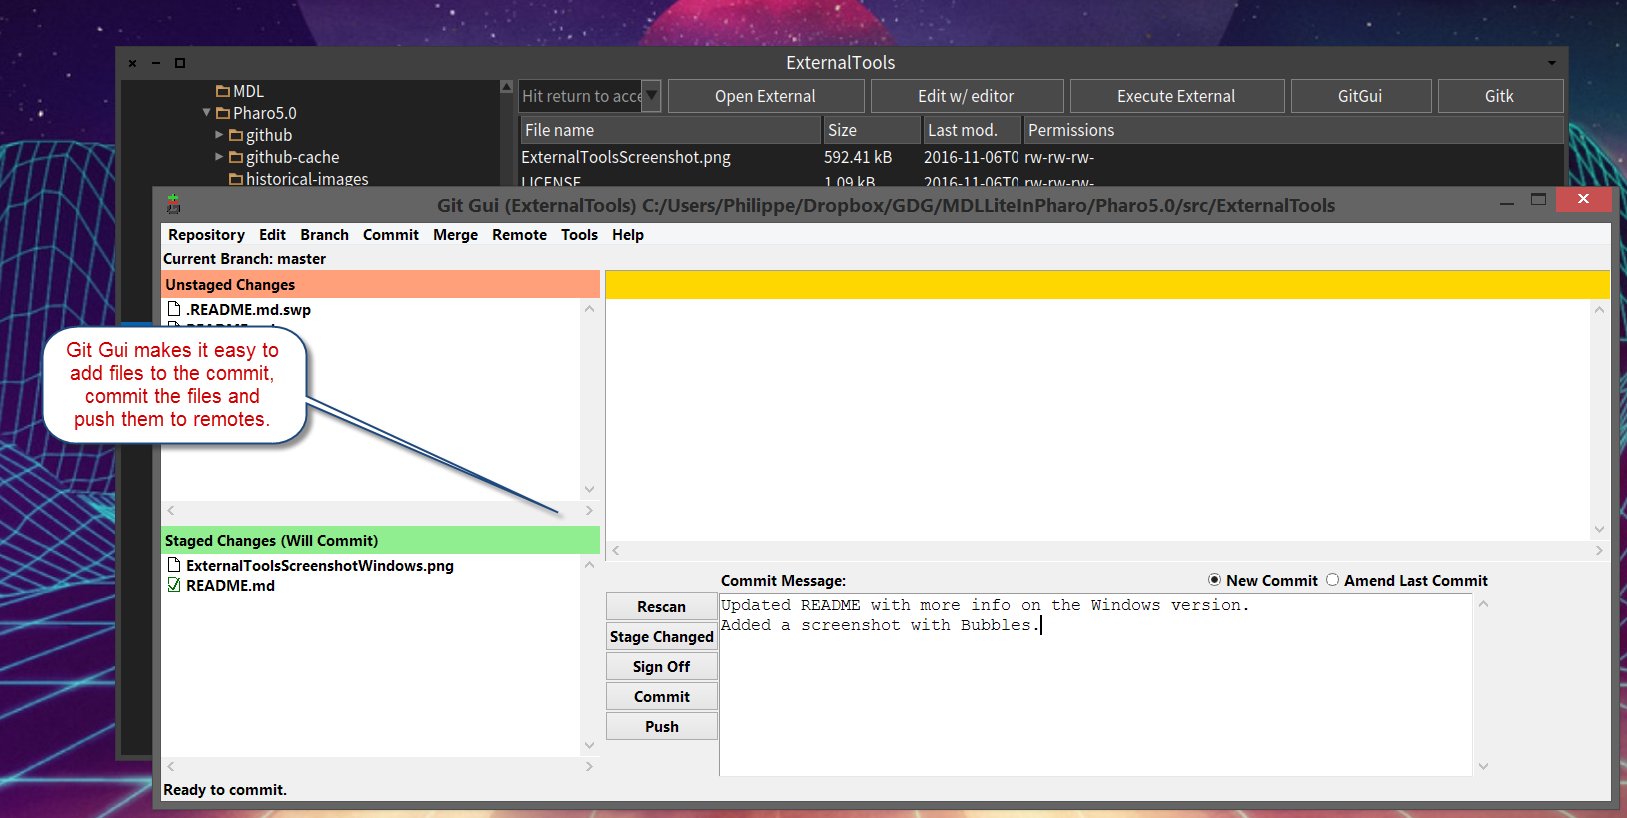 ExternalTools
MDL
Pharo5.0
github
github-cache
historical-images
Hit return to acce
Open External
Edit w/ editor
Execute External
GitGui
Gitk
File name Size Last mod. Permissions
ExternalToolsScreenshot.png 592.41 kB 2016-11-06T0 rw-rw-rw-
LICENSE 1.09 kB 2016-11-06T0 rw-rw-rw-
Git Gui (ExternalTools) C:/Users/Philippe/Dropbox/GDG/MDLLiteInPharo/Pharo5.0/src/ExternalTools
Repository Edit Branch Commit Merge Remote Tools Help
Current Branch: master
Unstaged Changes
.README.md.swp
Git Gui makes it easy to
add files to the commit,
commit the files and
push them to remotes.
Staged Changes (Will Commit)
ExternalToolsScreenshotWindows.png
README.md
Commit Message:
New Commit
Amend Last Commit
Rescan
Stage Changed
Sign Off
Commit
Push
Updated README with more info on the Windows version.
Added a screenshot with Bubbles.
Ready to commit.